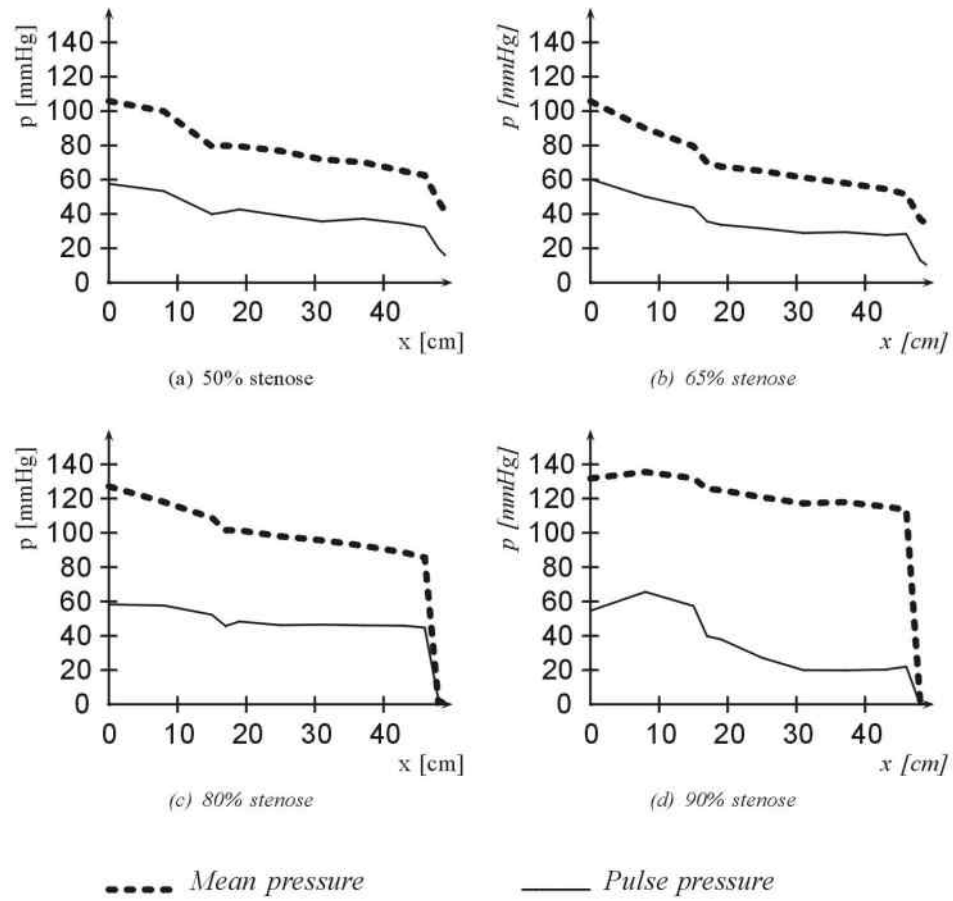 p [mmHg]
140
120
100
80
60
40
20
0
0 10 20 30 40
x [cm]
(a) 50% stenose
p [mmHg]
140
120
100
80
60
40
20
0
0 10 20 30 40
x [cm]
(b) 65% stenose
p [mmHg]
140
120
100
80
60
40
20
0
0 10 20 30 40
x [cm]
(c) 80% stenose
p [mmHg]
140
120
100
80
60
40
20
0
0 10 20 30 40
x [cm]
(d) 90% stenose
Mean pressure
Pulse pressure